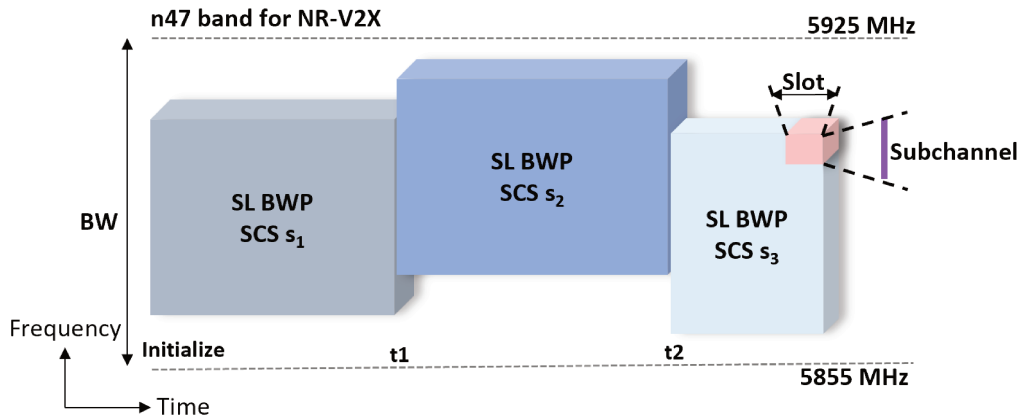 n47 band for NR-V2X
5925 MHz
Slot
Subchannel
SL BWP
SCS s₂
SL BWP
SCS s₁
SL BWP
SCS s₃
BW
Frequency
Initialize
t1
t2
5855 MHz
Time